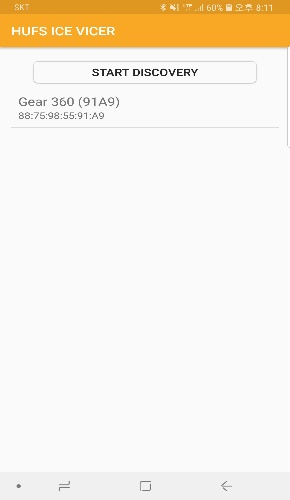 SKT 60% 오후 8:11
HUFS ICE VICER
START DISCOVERY
Gear 360 (91A9)
88:75:98:55:91:A9